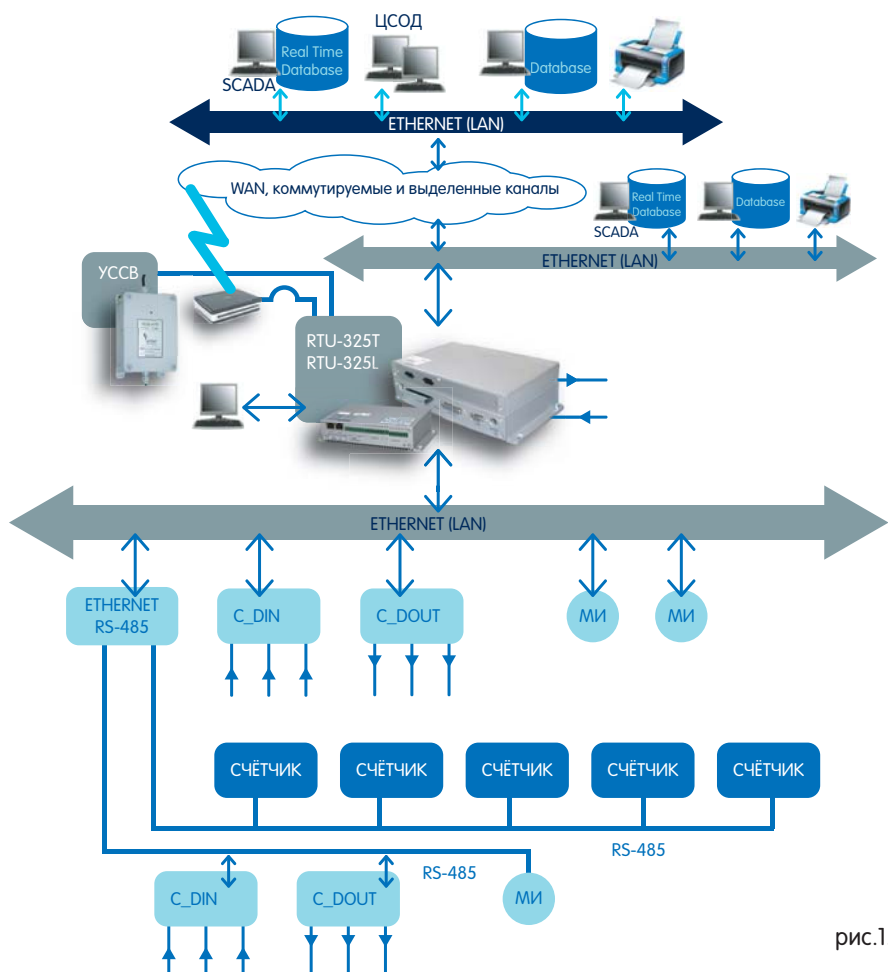 ЦСОД
Real Time
Database
Database
SCADA
ETHERNET (LAN)
WAN, коммутируемые и выделенные каналы
Real Time
Database
Database
SCADA
ETHERNET (LAN)
УССВ
RTU-325T
RTU-325L
ETHERNET (LAN)
ETHERNET
RS-485
C_DIN
C_DOUT
МИ
МИ
СЧЁТЧИК
СЧЁТЧИК
СЧЁТЧИК
СЧЁТЧИК
СЧЁТЧИК
RS-485
RS-485
C_DIN
C_DOUT
МИ
рис.1